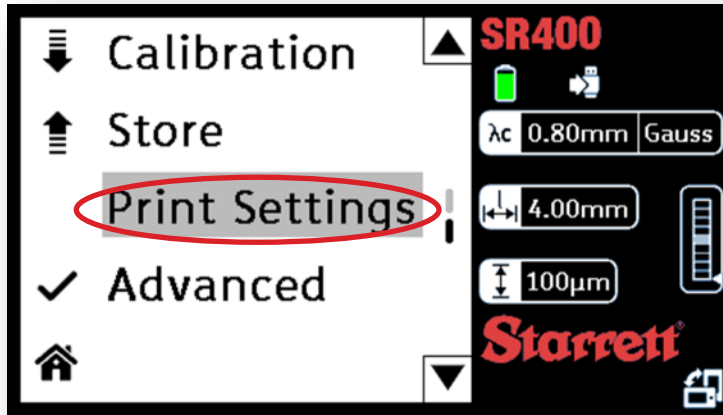 Calibration
Store
Print Settings
Advanced
SR400
λc 0.80mm Gauss
l 4.00mm
100µm
Starrett®